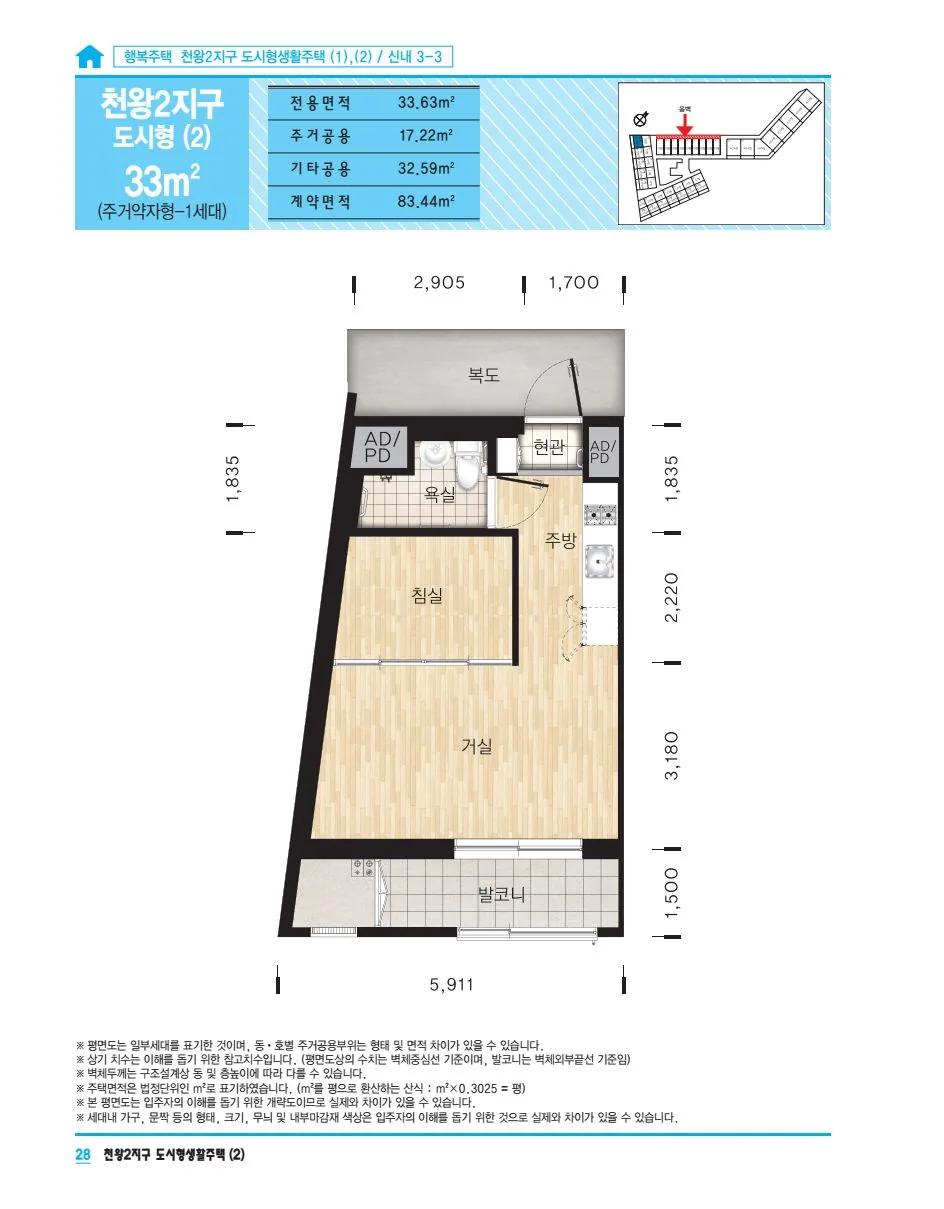 행복주택 천왕2지구 도시형생활주택 (1),(2) / 신내 3-3
천왕2지구
도시형 (2)
33m²
(주거약자형-1세대)
전용면적 33.63m²
주거공용 17.22m²
기타공용 32.59m²
계약면적 83.44m²
옹벽
2,905 1,700
복도
AD/
PD
현관
AD/
PD
1,835
욕실
1,835
주방
침실
2,220
거실
3,180
발코니
1,500
5,911
※ 평면도는 일부세대를 표기한 것이며, 동·호별 주거공용부위는 형태 및 면적 차이가 있을 수 있습니다.
※ 상기 치수는 이해를 돕기 위한 참고치수입니다. (평면도상의 수치는 벽체중심선 기준이며, 발코니는 벽체외부끝선 기준임)
※ 벽체두께는 구조설계상 동 및 층높이에 따라 다를 수 있습니다.
※ 주택면적은 법정단위인 m²로 표기하였습니다. (m²를 평으로 환산하는 산식 : m²×0.3025 = 평)
※ 본 평면도는 입주자의 이해를 돕기 위한 개략도이므로 실제와 차이가 있을 수 있습니다.
※ 세대내 가구, 문짝 등의 형태, 크기, 무늬 및 내부마감재 색상은 입주자의 이해를 돕기 위한 것으로 실제와 차이가 있을 수 있습니다.
28 천왕2지구 도시형생활주택 (2)